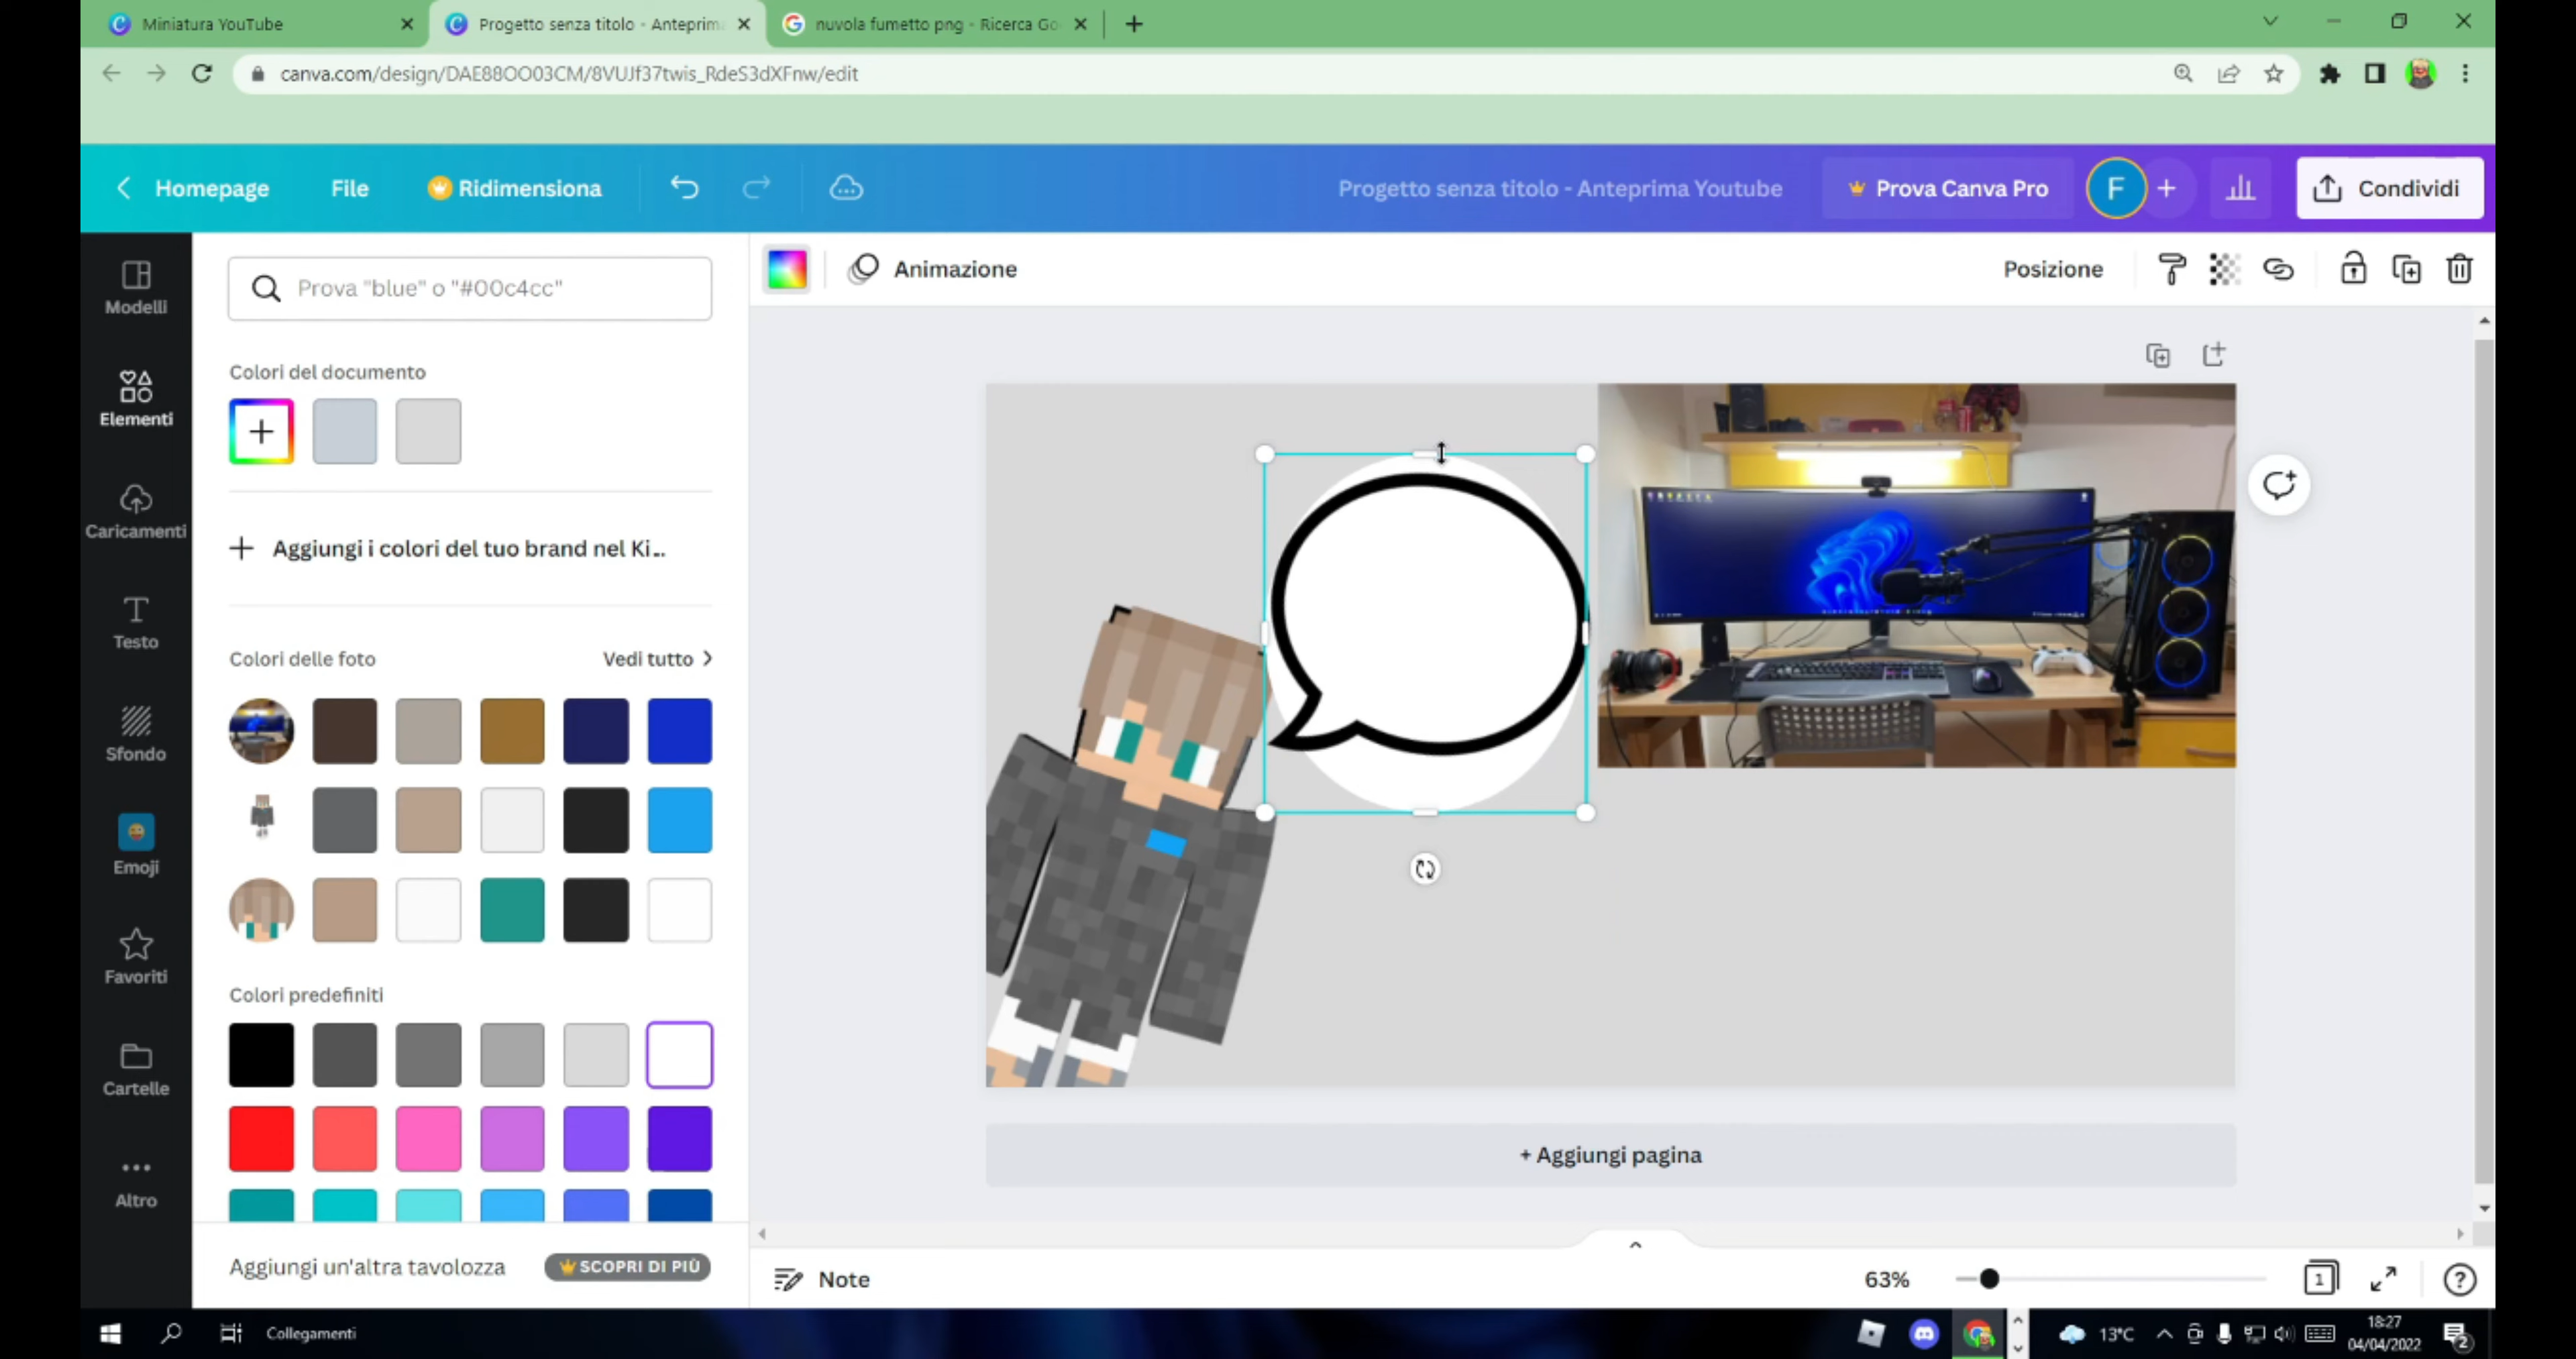 Miniatura YouTube
Progetto senza titolo - Anteprima
nuvola fumetto png - Ricerca Go
canva.com/design/DAE88OO03CM/8VUJf37twis_RdeS3dXFnw/edit
Homepage
File
Ridimensiona
Progetto senza titolo - Anteprima Youtube
Prova Canva Pro
F
Condividi
Modelli
Elementi
Caricamenti
Testo
Sfondo
Emoji
Favoriti
Cartelle
Altro
Prova "blue" o "#00c4cc"
Colori del documento
Aggiungi i colori del tuo brand nel Ki...
Colori delle foto
Vedi tutto
Colori predefiniti
Aggiungi un'altra tavolozza
SCOPRI DI PIÙ
Animazione
Posizione
+ Aggiungi pagina
Note
63%
1
Collegamenti
13°C
18:27
04/04/2022
2